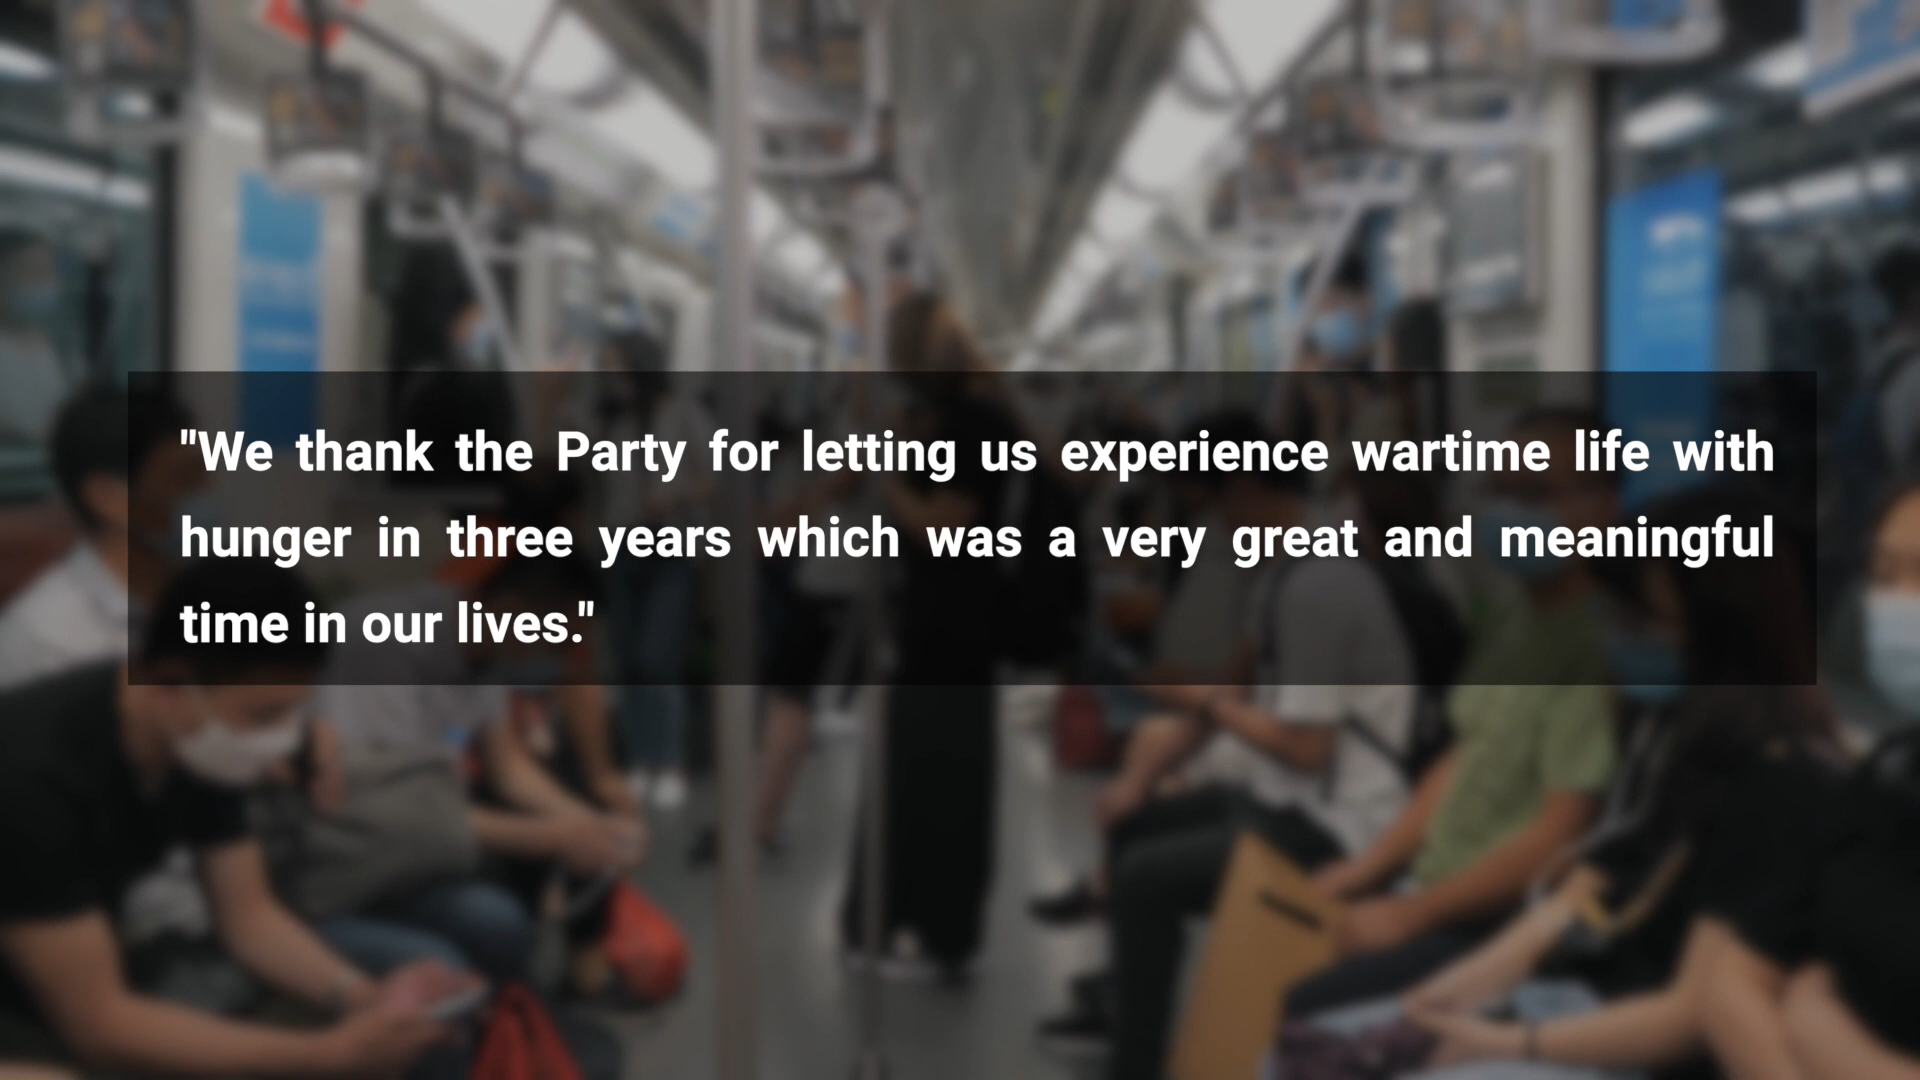 "We thank the Party for letting us experience wartime life with
hunger in three years which was a very great and meaningful
time in our lives."